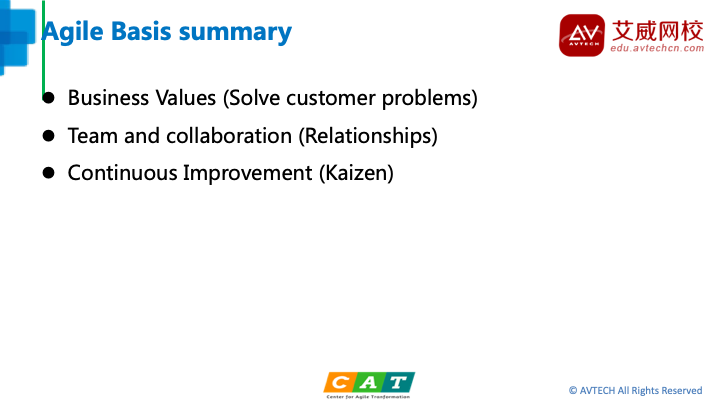 Agile Basis summary
AV
AVTECH
艾威网校
edu.avtechcn.com
● Business Values (Solve customer problems)
● Team and collaboration (Relationships)
● Continuous Improvement (Kaizen)
CAT
Center for Agile Tranformation
© AVTECH All Rights Reserved